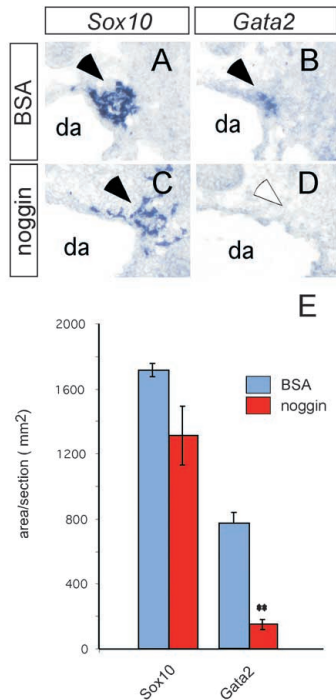 Sox10 Gata2
BSA
A
da
B
da
noggin
C
da
D
da
E
2000
1600
1200
800
400
0
area/section ( mm2)
BSA
noggin
**
Sox10
Gata2